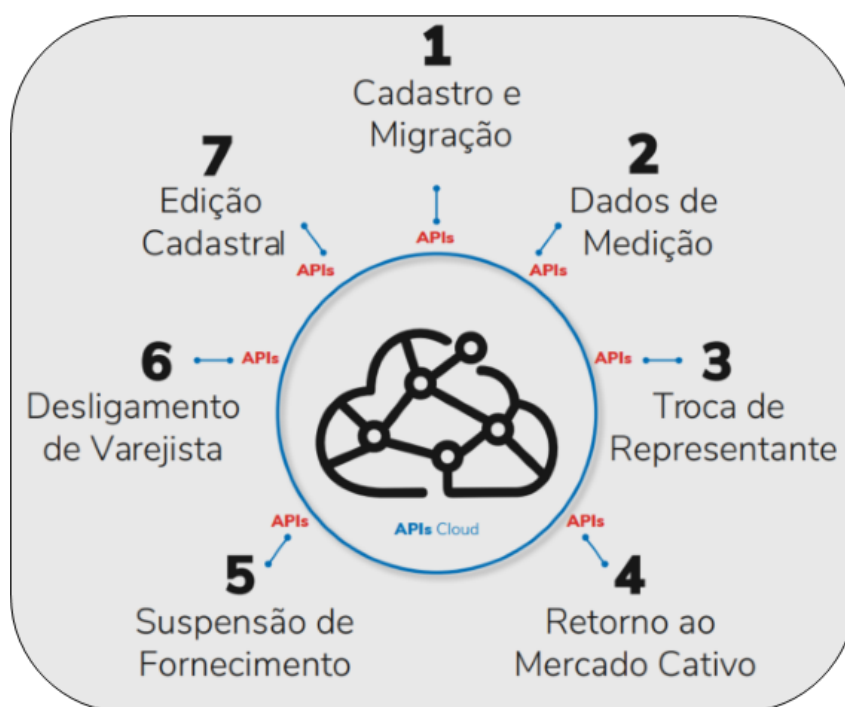 1
Cadastro e
Migração
APIs
2
Dados de
Medição
APIs
3
Troca de
Representante
APIs
4
Retorno ao
Mercado Cativo
APIs
5
Suspensão de
Fornecimento
APIs
6
Desligamento
de Varejista
APIs
7
Edição
Cadastral
APIs
APIs Cloud